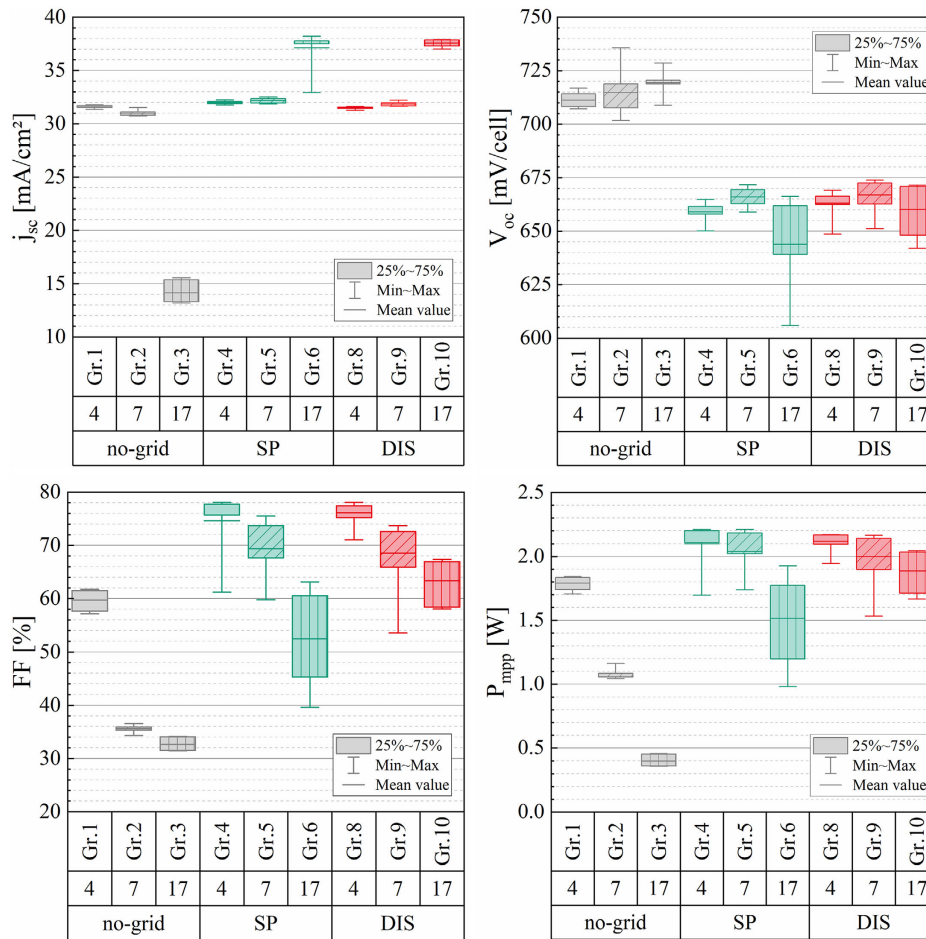 40
35
30
25
20
15
10
j_sc [mA/cm²]
25%~75%
Min~Max
Mean value
Gr.1 Gr.2 Gr.3 Gr.4 Gr.5 Gr.6 Gr.8 Gr.9 Gr.10
4 7 17 4 7 17 4 7 17
no-grid SP DIS
750
725
700
675
650
625
600
V_oc [mV/cell]
25%~75%
Min~Max
Mean value
Gr.1 Gr.2 Gr.3 Gr.4 Gr.5 Gr.6 Gr.8 Gr.9 Gr.10
4 7 17 4 7 17 4 7 17
no-grid SP DIS
80
70
60
50
40
30
20
FF [%]
25%~75%
Min~Max
Mean value
Gr.1 Gr.2 Gr.3 Gr.4 Gr.5 Gr.6 Gr.8 Gr.9 Gr.10
4 7 17 4 7 17 4 7 17
no-grid SP DIS
2.5
2.0
1.5
1.0
0.5
0.0
P_mpp [W]
25%~75%
Min~Max
Mean value
Gr.1 Gr.2 Gr.3 Gr.4 Gr.5 Gr.6 Gr.8 Gr.9 Gr.10
4 7 17 4 7 17 4 7 17
no-grid SP DIS